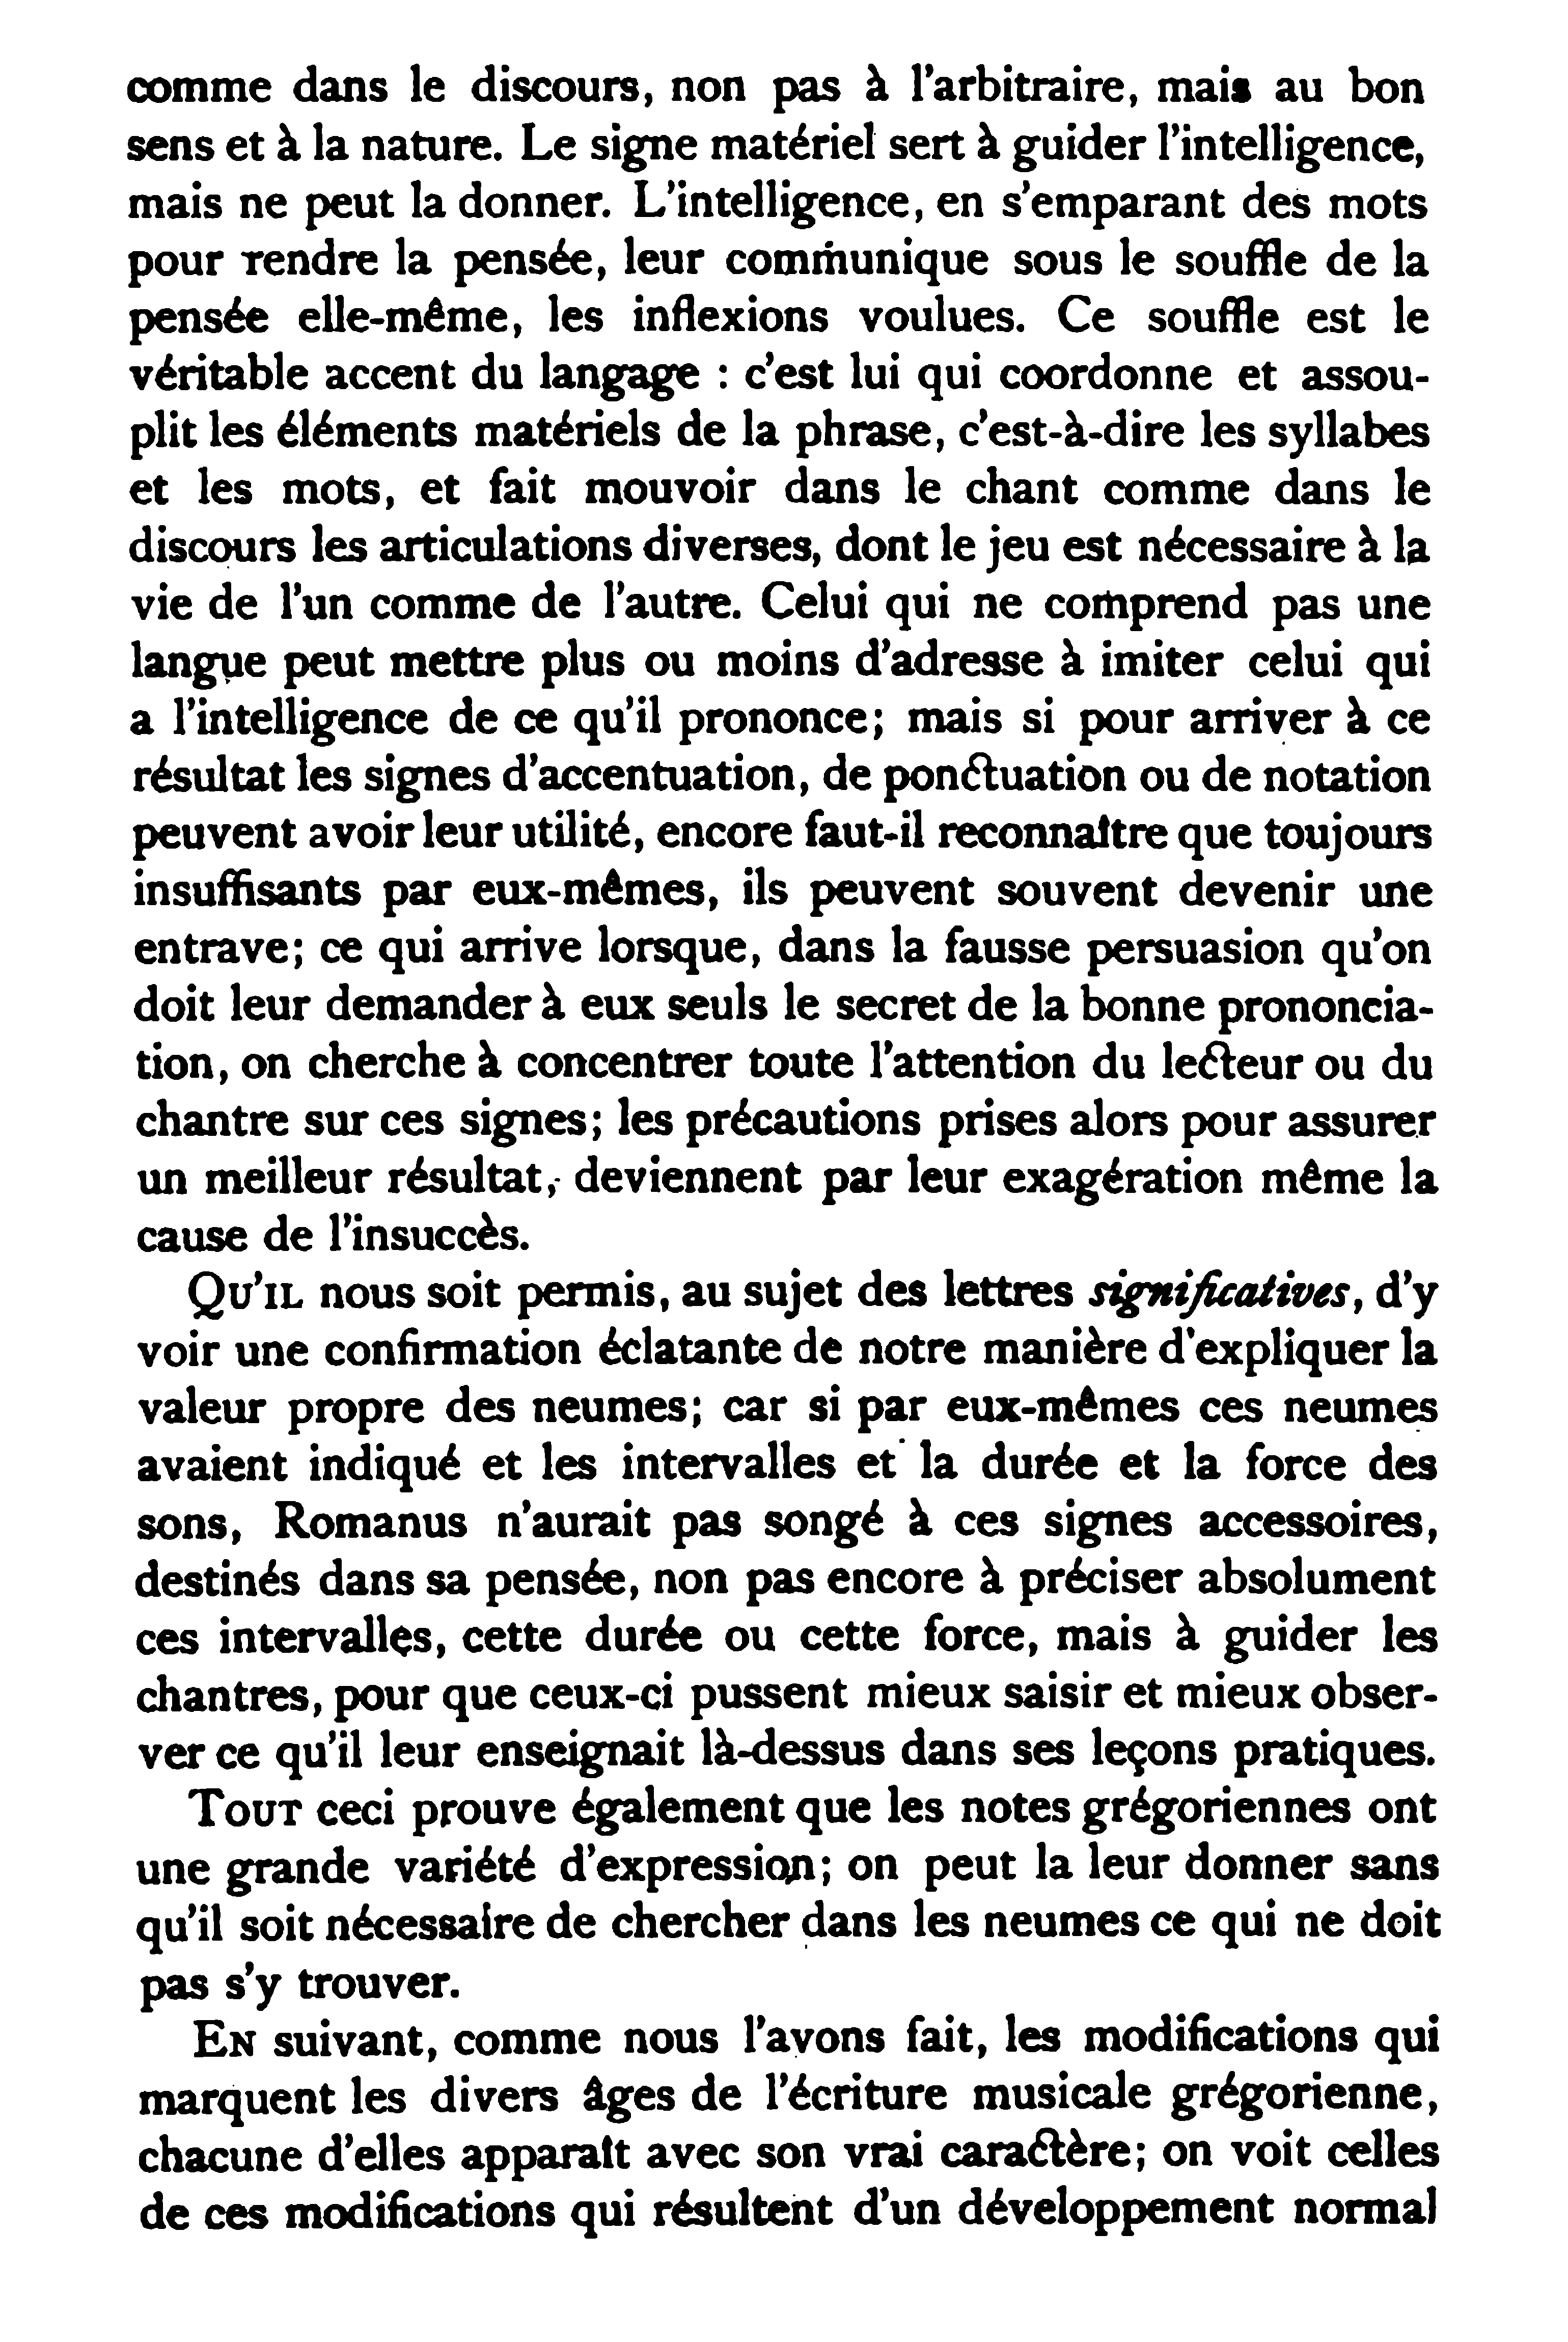 comme dans le discours, non pas à l'arbitraire, mais au bon
sens et à la nature. Le signe matériel sert à guider l'intelligence,
mais ne peut la donner. L'intelligence, en s'emparant des mots
pour rendre la pensée, leur communique sous le souffle de la
pensée elle-même, les inflexions voulues. Ce souffle est le
véritable accent du langage : c'est lui qui coordonne et assou-
plit les éléments matériels de la phrase, c'est-à-dire les syllabes
et les mots, et fait mouvoir dans le chant comme dans le
discours les articulations diverses, dont le jeu est nécessaire à la
vie de l'un comme de l'autre. Celui qui ne comprend pas une
langue peut mettre plus ou moins d'adresse à imiter celui qui
a l'intelligence de ce qu'il prononce; mais si pour arriver à ce
résultat les signes d'accentuation, de ponctuation ou de notation
peuvent avoir leur utilité, encore faut-il reconnaître que toujours
insuffisants par eux-mêmes, ils peuvent souvent devenir une
entrave; ce qui arrive lorsque, dans la fausse persuasion qu'on
doit leur demander à eux seuls le secret de la bonne prononcia-
tion, on cherche à concentrer toute l'attention du lecteur ou du
chantre sur ces signes; les précautions prises alors pour assurer
un meilleur résultat, deviennent par leur exagération même la
cause de l'insuccès.
QU'IL nous soit permis, au sujet des lettres significatives, d'y
voir une confirmation éclatante de notre manière d'expliquer la
valeur propre des neumes; car si par eux-mêmes ces neumes
avaient indiqué et les intervalles et la durée et la force des
sons, Romanus n'aurait pas songé à ces signes accessoires,
destinés dans sa pensée, non pas encore à préciser absolument
ces intervalles, cette durée ou cette force, mais à guider les
chantres, pour que ceux-ci pussent mieux saisir et mieux obser-
ver ce qu'il leur enseignait là-dessus dans ses leçons pratiques.
TOUT ceci prouve également que les notes grégoriennes ont
une grande variété d'expression; on peut la leur donner sans
qu'il soit nécessaire de chercher dans les neumes ce qui ne doit
pas s'y trouver.
EN suivant, comme nous l'avons fait, les modifications qui
marquent les divers âges de l'écriture musicale grégorienne,
chacune d'elles apparaît avec son vrai caractère; on voit celles
de ces modifications qui résultent d'un développement normal